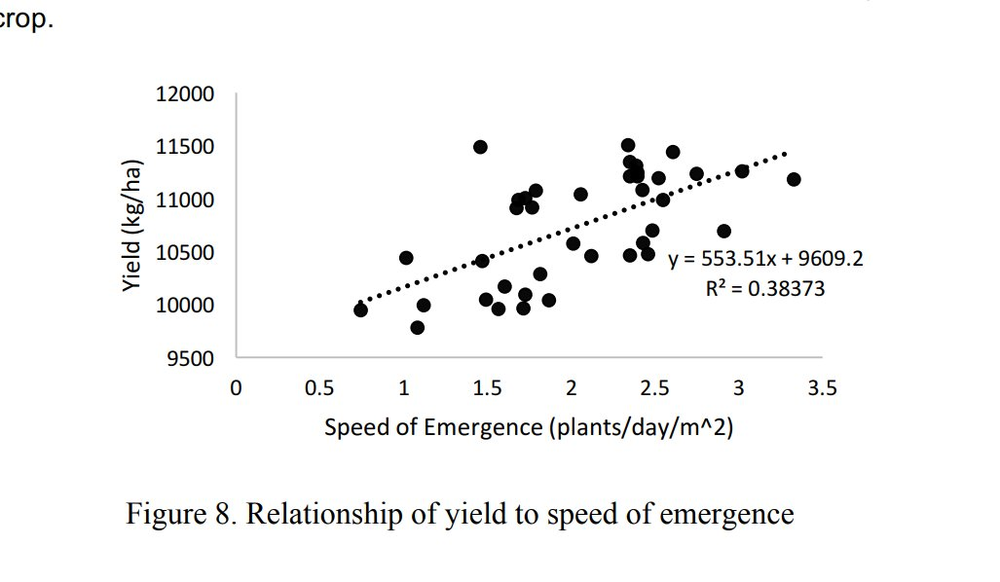 crop.
12000
11500
11000
10500
10000
9500
Yield (kg/ha)
y = 553.51x + 9609.2
R² = 0.38373
0 0.5 1 1.5 2 2.5 3 3.5
Speed of Emergence (plants/day/m^2)
Figure 8. Relationship of yield to speed of emergence